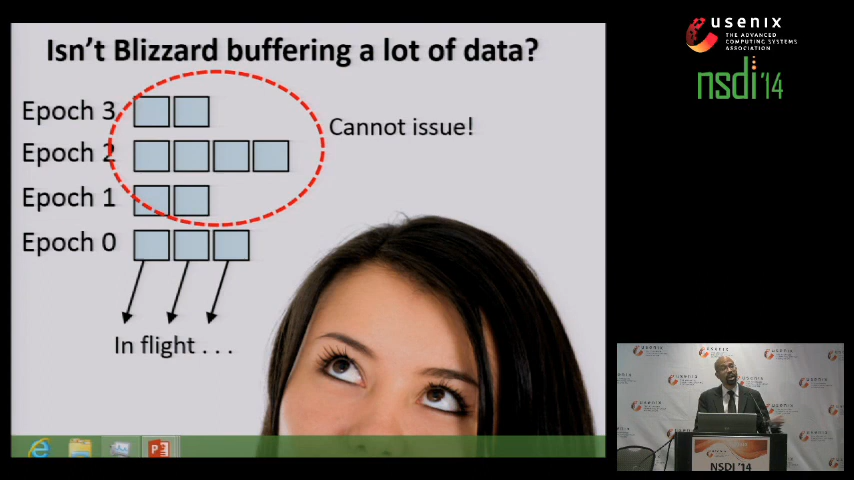 Isn't Blizzard buffering a lot of data?
Epoch 3
Cannot issue!
Epoch 2
Epoch 1
Epoch 0
In flight . . .
usenix
THE ADVANCED
COMPUTING SYSTEMS
ASSOCIATION
nsdi '14
usenix
NSDI '14